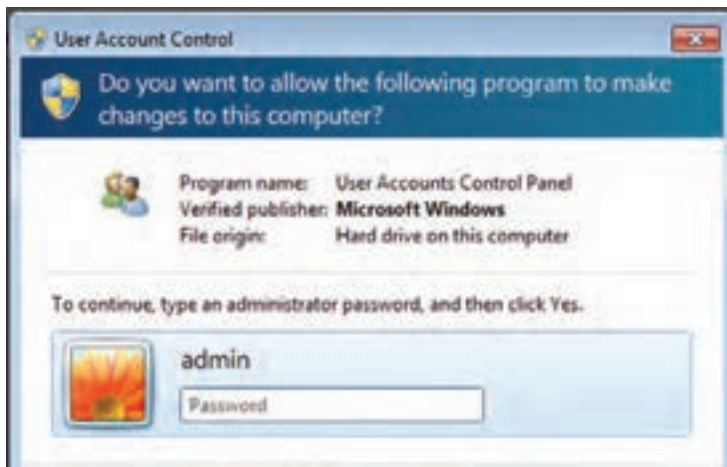 User Account Control
Do you want to allow the following program to make
changes to this computer?
Program name: User Accounts Control Panel
Verified publisher: Microsoft Windows
File origin: Hard drive on this computer
To continue, type an administrator password, and then click Yes.
admin
Password